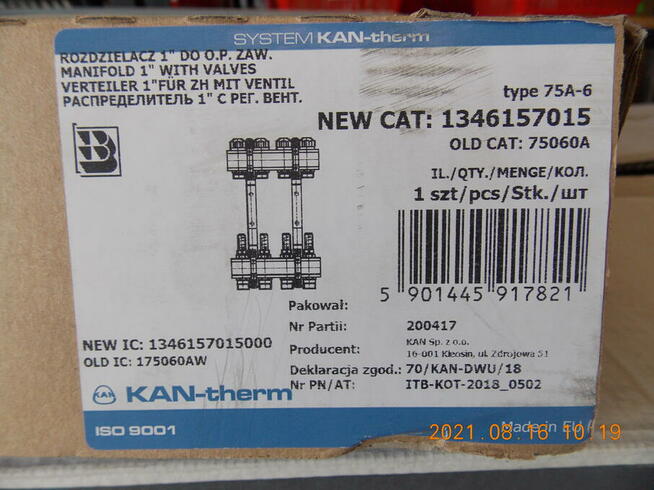 SYSTEM KAN-therm
ROZDZIELACZ 1" DO O.P. ZAW.
MANIFOLD 1" WITH VALVES
VERTEILER 1"FÜR ZH MIT VENTIL
РАСПРЕДЕЛИТЕЛЬ 1" С РЕГ. ВЕНТ.
type 75A-6
NEW CAT: 1346157015
OLD CAT: 75060A
IL./QTY./MENGE/КОЛ.
1 szt/pcs/Stk./шт
B
5 901445 917821
Pakował:
Nr Partii: 200417
Producent: KAN Sp. z o.o.
16-001 Kleosin, ul. Zdrojowa 51
Deklaracja zgod.: 70/KAN-DWU/18
Nr PN/AT: ITB-KOT-2018_0502
NEW IC: 1346157015000
OLD IC: 175060AW
KAN KAN-therm
ISO 9001
Made in EU
2021.08.16 10:19